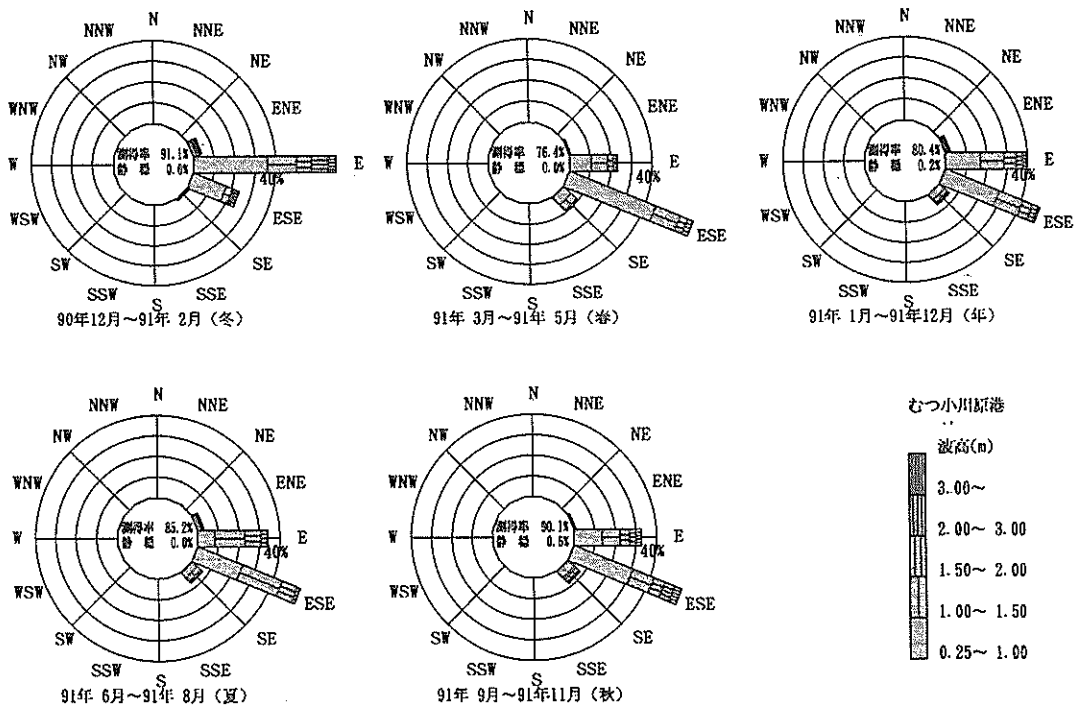 N
NNW NNE
NW NE
WNW ENE
測得率 91.1%
W E
静 穏 0.6%
40%
WSW ESE
SW SE
SSW SSE
S
90年12月～91年 2月（冬）
N
NNW NNE
NW NE
WNW ENE
測得率 76.4%
W E
静 穏 0.0%
40%
WSW ESE
SW SE
SSW SSE
S
91年 3月～91年 5月（春）
N
NNW NNE
NW NE
WNW ENE
測得率 80.4%
W E
静 穏 0.2%
40%
WSW ESE
SW SE
SSW SSE
S
91年 1月～91年12月（年）
N
NNW NNE
NW NE
WNW ENE
測得率 85.2%
W E
静 穏 0.0%
40%
WSW ESE
SW SE
SSW SSE
S
91年 6月～91年 8月（夏）
N
NNW NNE
NW NE
WNW ENE
測得率 90.1%
W E
静 穏
40%
WSW ESE
SW SE
SSW SSE
S
91年 9月～91年11月（秋）
むつ小川原港
波高(m)
3.00～
2.00～ 3.00
1.50～ 2.00
1.00～ 1.50
0.25～ 1.00